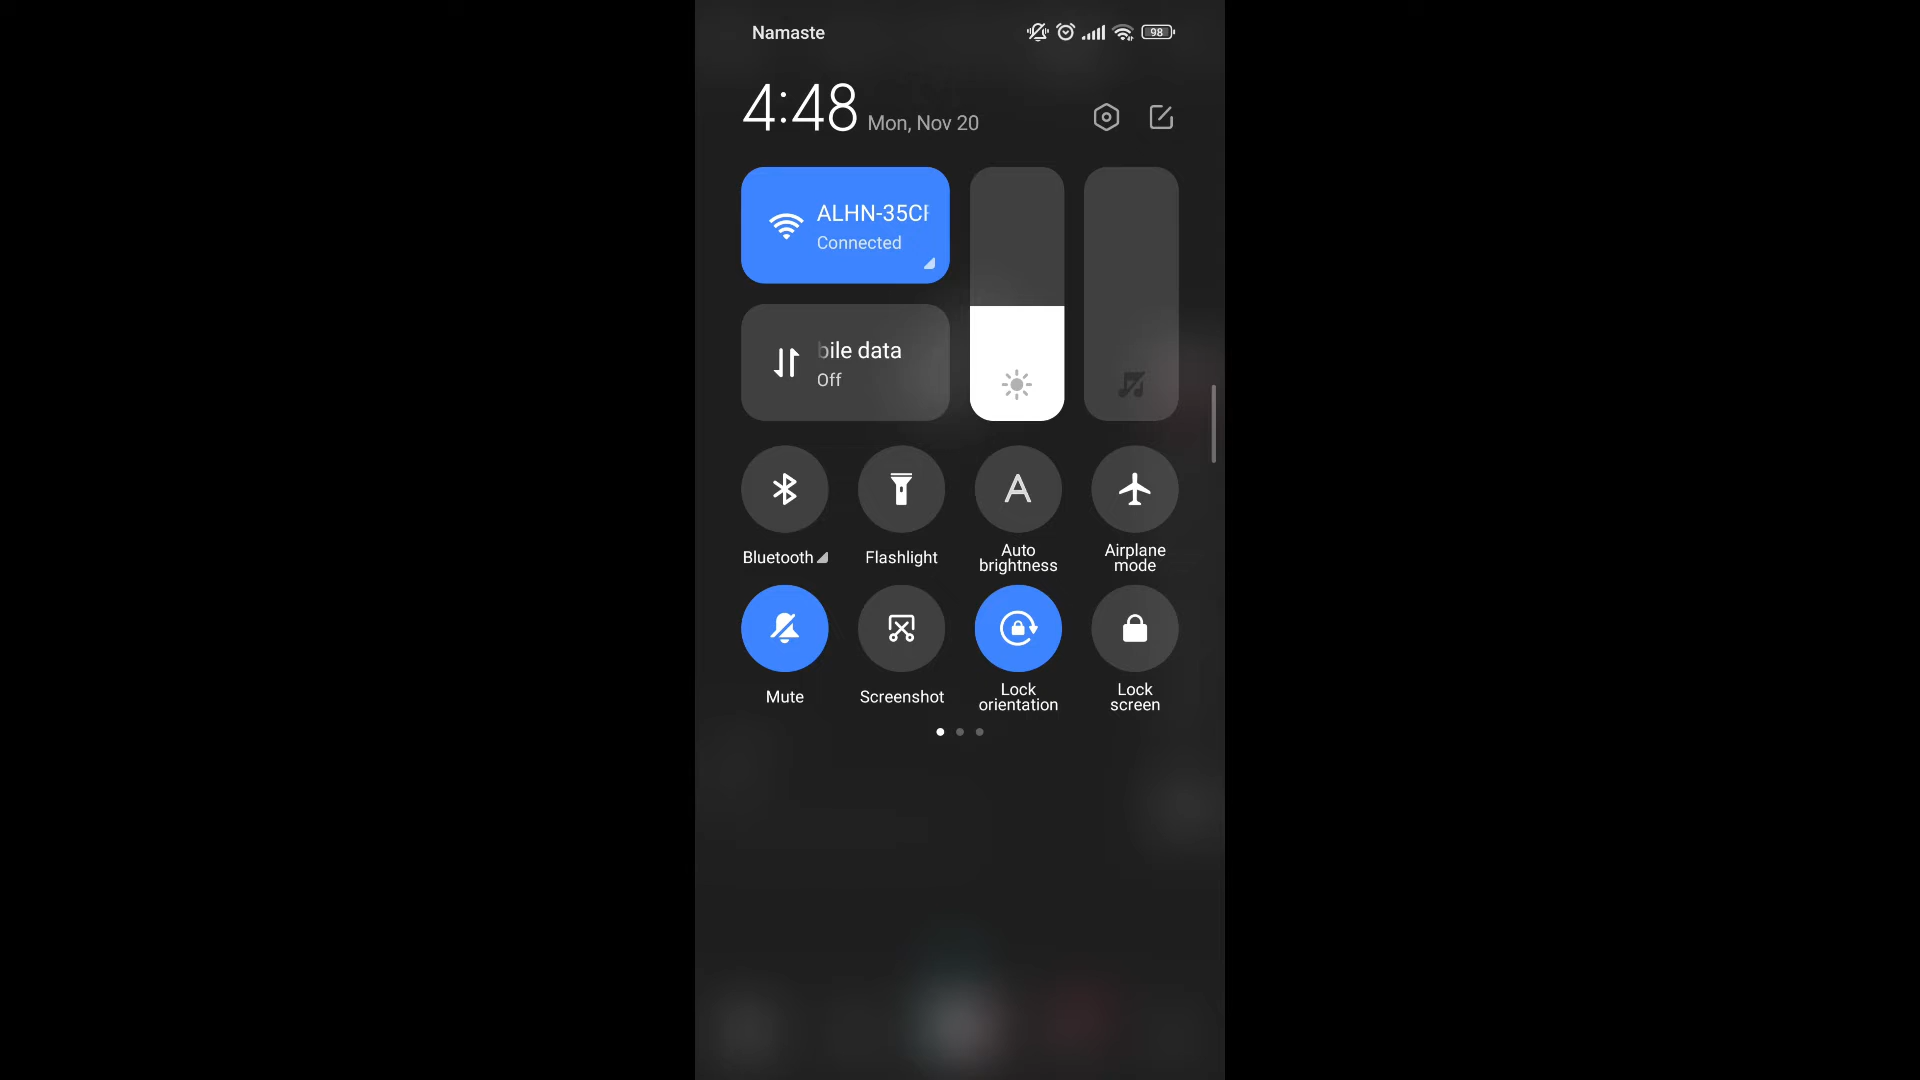 Namaste
98
4:48 Mon, Nov 20
ALHN-35C
Connected
bile data
Off
A
Bluetooth
Flashlight
Auto
brightness
Airplane
mode
Mute
Screenshot
Lock
orientation
Lock
screen